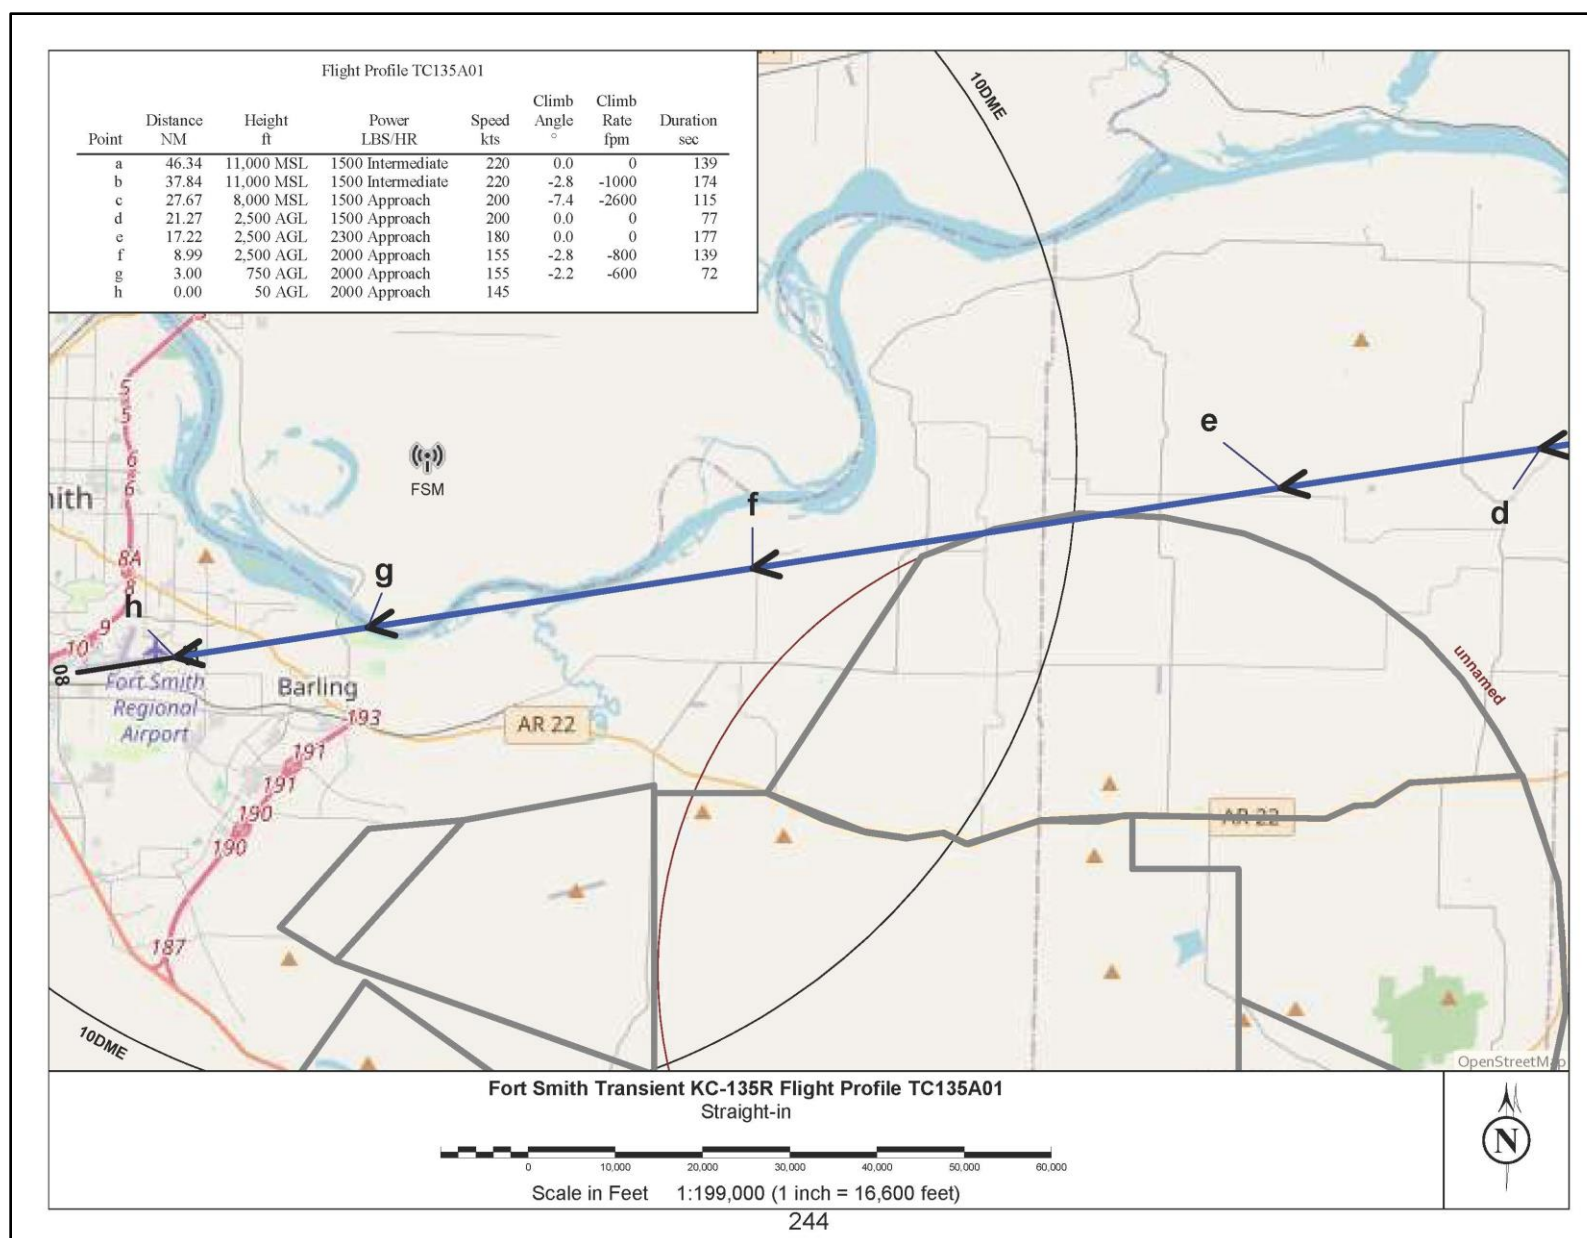 Flight Profile TC135A01
Climb Climb
Distance Height Power Speed Angle Rate Duration
Point NM ft LBS/HR kts ° fpm sec
a 46.34 11,000 MSL 1500 Intermediate 220 0.0 0 139
b 37.84 11,000 MSL 1500 Intermediate 220 -2.8 -1000 174
c 27.67 8,000 MSL 1500 Approach 200 -7.4 -2600 115
d 21.27 2,500 AGL 1500 Approach 200 0.0 0 77
e 17.22 2,500 AGL 2300 Approach 180 0.0 0 177
f 8.99 2,500 AGL 2000 Approach 155 -2.8 -800 139
g 3.00 750 AGL 2000 Approach 155 -2.2 -600 72
h 0.00 50 AGL 2000 Approach 145
10DME
5
5
6
6
ith
FSM
e
d
f
8A
8
g
h
9
10
08
Fort Smith
Regional
Airport
Barling
193
AR 22
unnamed
191
191
190
190
AR 22
187
10DME
OpenStreetMap
Fort Smith Transient KC-135R Flight Profile TC135A01
Straight-in
N
0 10,000 20,000 30,000 40,000 50,000 60,000
Scale in Feet 1:199,000 (1 inch = 16,600 feet)
244